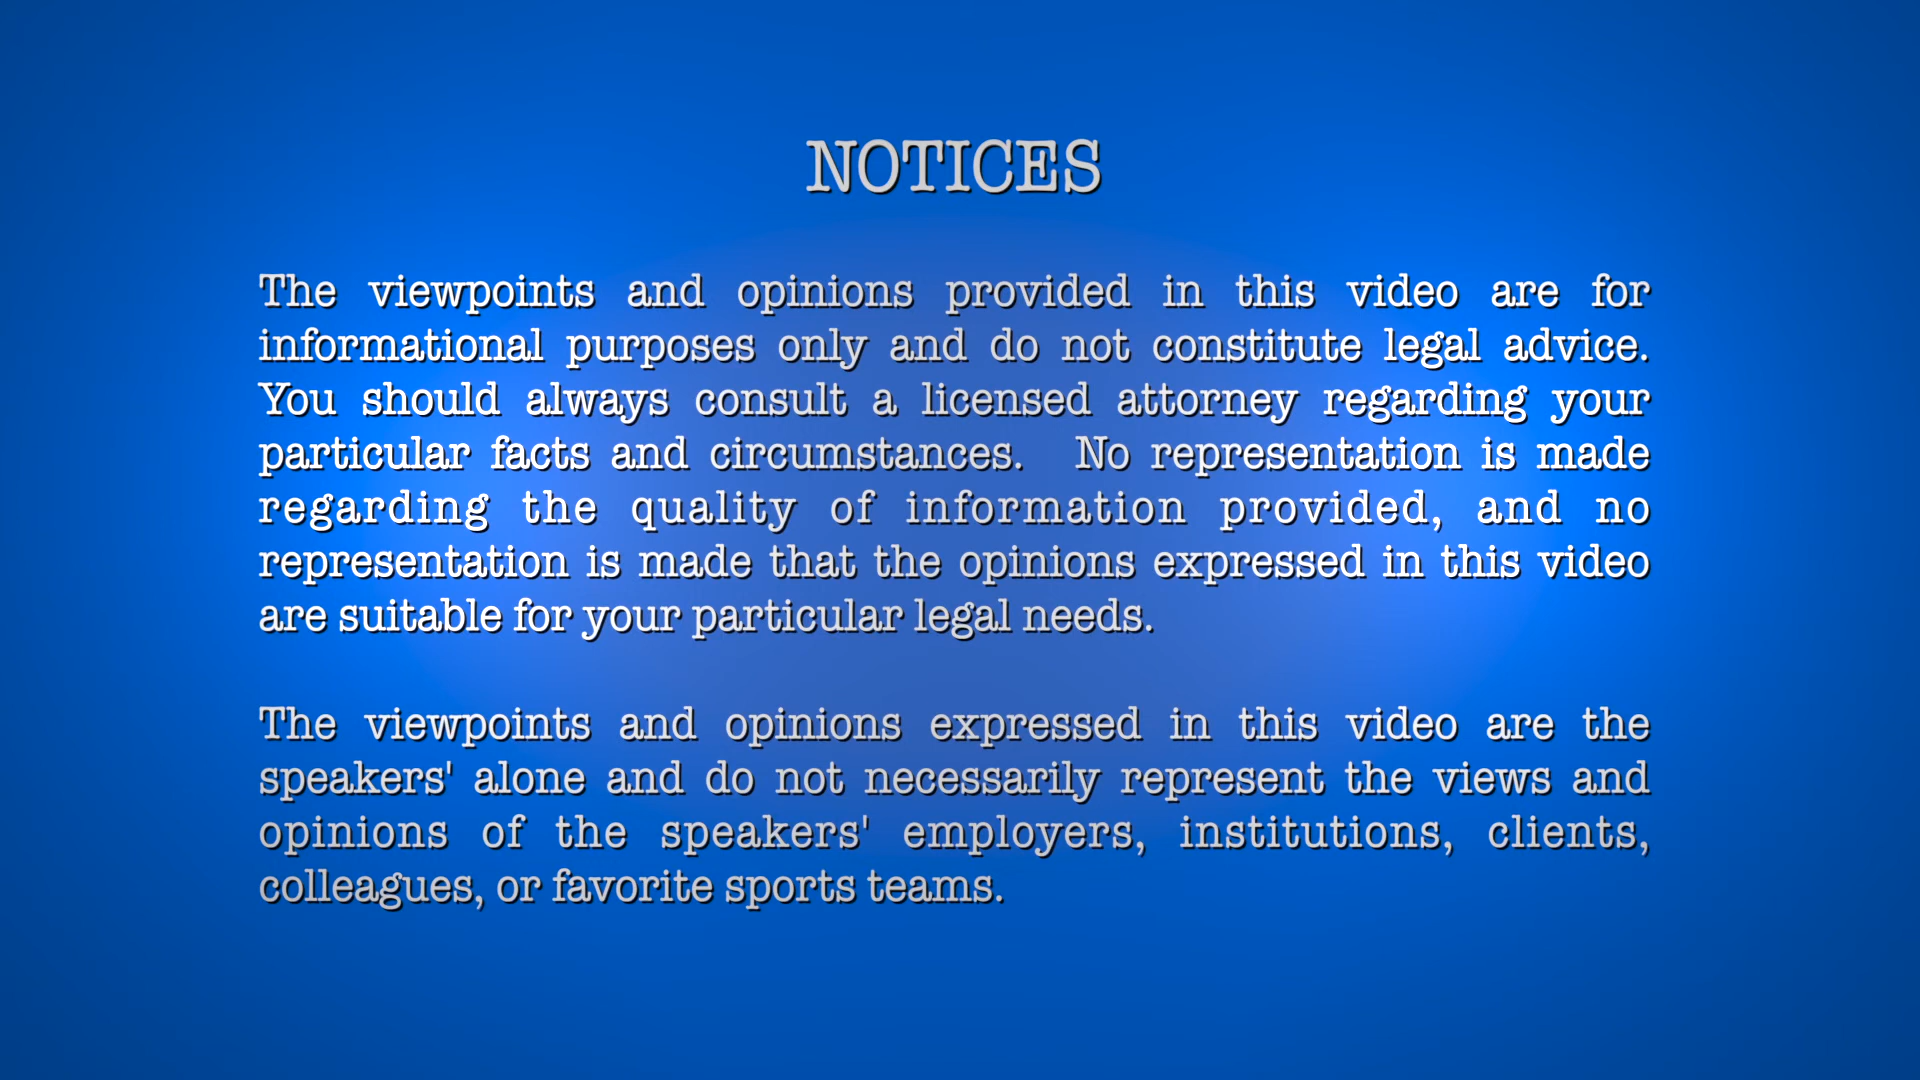 NOTICES
The viewpoints and opinions provided in this video are for
informational purposes only and do not constitute legal advice.
You should always consult a licensed attorney regarding your
particular facts and circumstances.  No representation is made
regarding the quality of information provided, and no
representation is made that the opinions expressed in this video
are suitable for your particular legal needs.
The viewpoints and opinions expressed in this video are the
speakers' alone and do not necessarily represent the views and
opinions of the speakers' employers, institutions, clients,
colleagues, or favorite sports teams.